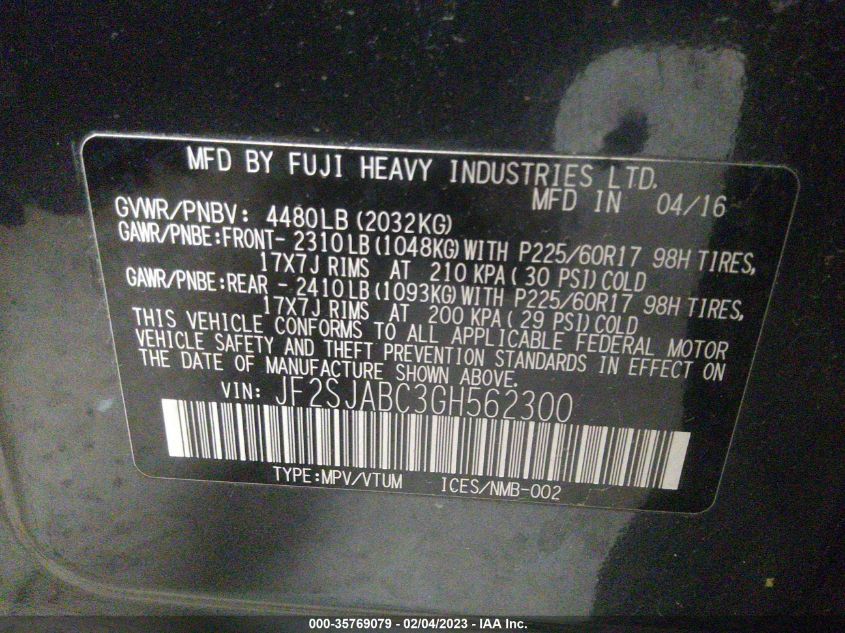 MFD BY FUJI HEAVY INDUSTRIES LTD.
MFD IN 04/16
GVWR/PNBV: 4480LB(2032KG)
GAWR/PNBE:FRONT- 2310LB(1048KG)WITH P225/60R17 98H TIRES,
17X7J RIMS AT 210 KPA(30 PSI)COLD
GAWR/PNBE:REAR - 2410LB(1093KG)WITH P225/60R17 98H TIRES,
17X7J RIMS AT 200 KPA(29 PSI)COLD
THIS VEHICLE CONFORMS TO ALL APPLICABLE FEDERAL MOTOR
VEHICLE SAFETY AND THEFT PREVENTION STANDARDS IN EFFECT ON
THE DATE OF MANUFACTURE SHOWN ABOVE.
VIN: JF2SJABC3GH562300
TYPE:MPV/VTUM ICES/NMB-002
000-35769079 - 02/04/2023 - IAA Inc.